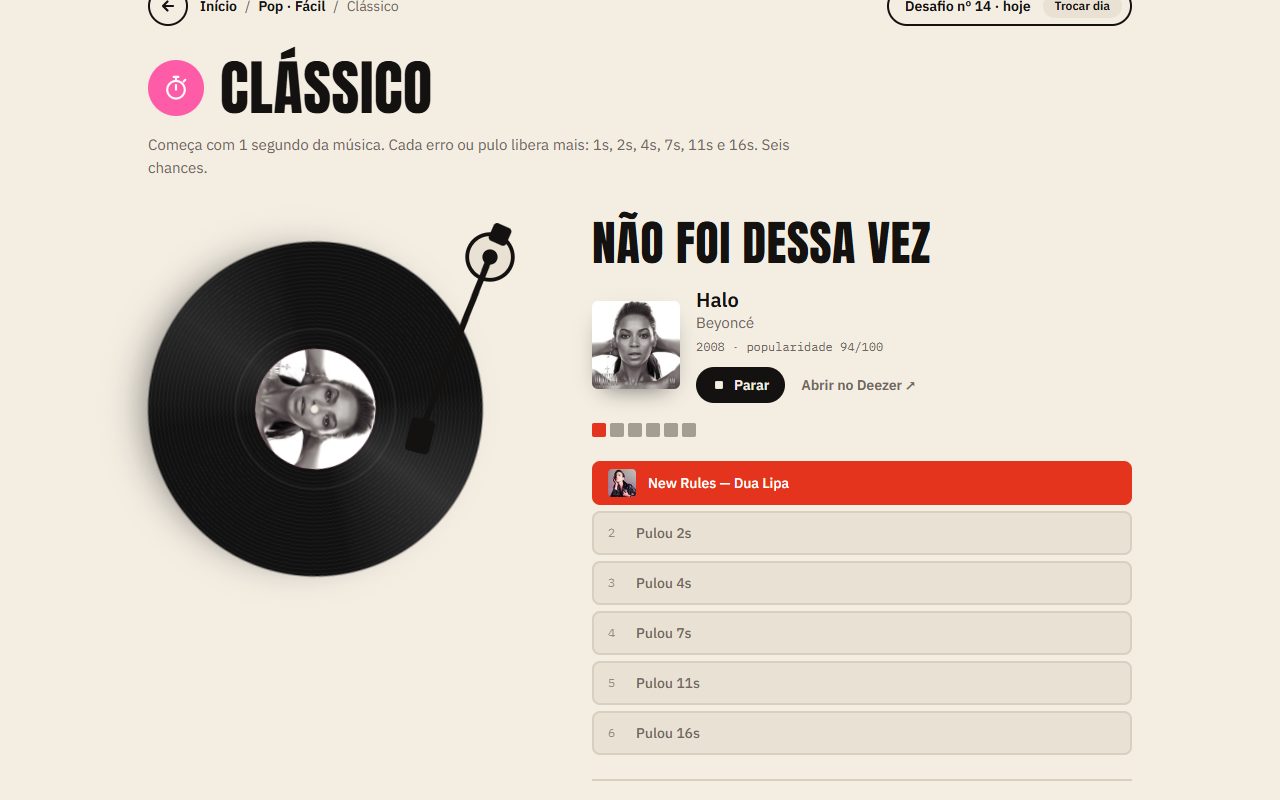 Início / Pop · Fácil / Clássico
Desafio nº 14 · hoje Trocar dia
CLÁSSICO
Começa com 1 segundo da música. Cada erro ou pulo libera mais: 1s, 2s, 4s, 7s, 11s e 16s. Seis
chances.
NÃO FOI DESSA VEZ
Halo
Beyoncé
2008 · popularidade 94/100
Parar Abrir no Deezer ↗
New Rules — Dua Lipa
2 Pulou 2s
3 Pulou 4s
4 Pulou 7s
5 Pulou 11s
6 Pulou 16s